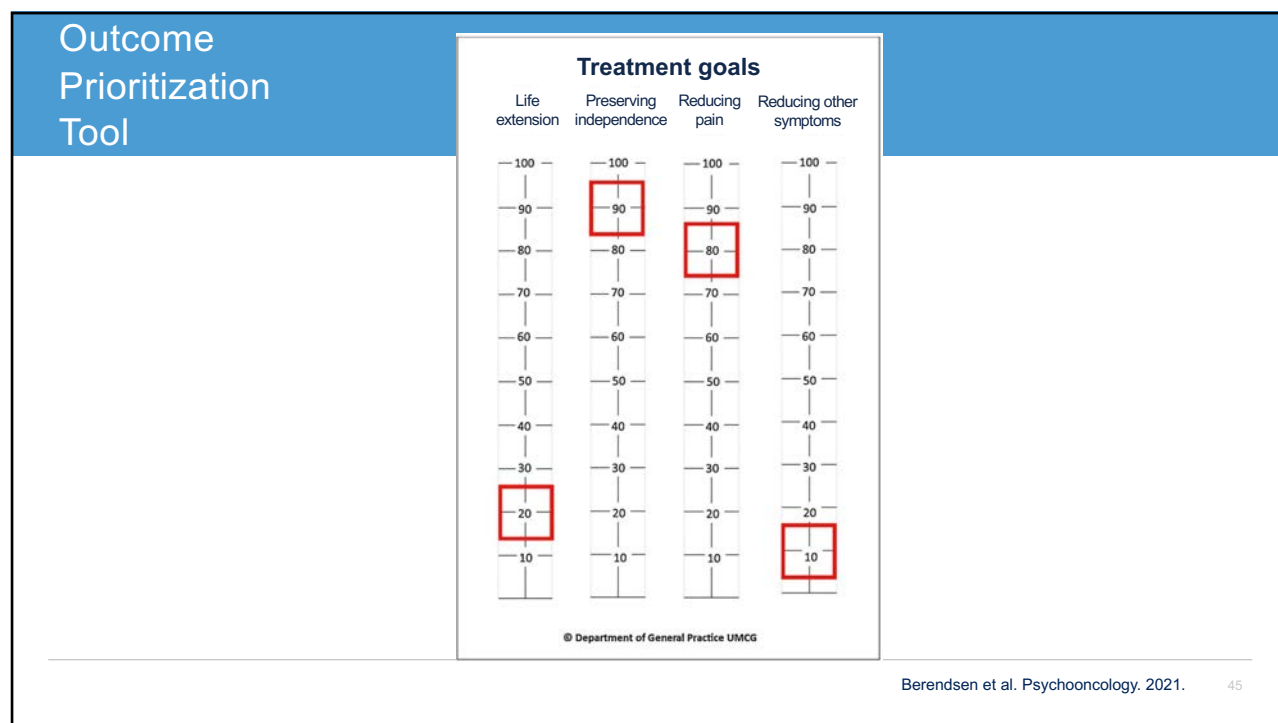 Outcome
Prioritization
Tool
Treatment goals
Life extension
Preserving independence
Reducing pain
Reducing other symptoms
100 100 100 100
90 90 90 90
80 80 80 80
70 70 70 70
60 60 60 60
50 50 50 50
40 40 40 40
30 30 30 30
20 20 20 20
10 10 10 10
© Department of General Practice UMCG
Berendsen et al. Psychooncology. 2021.
45